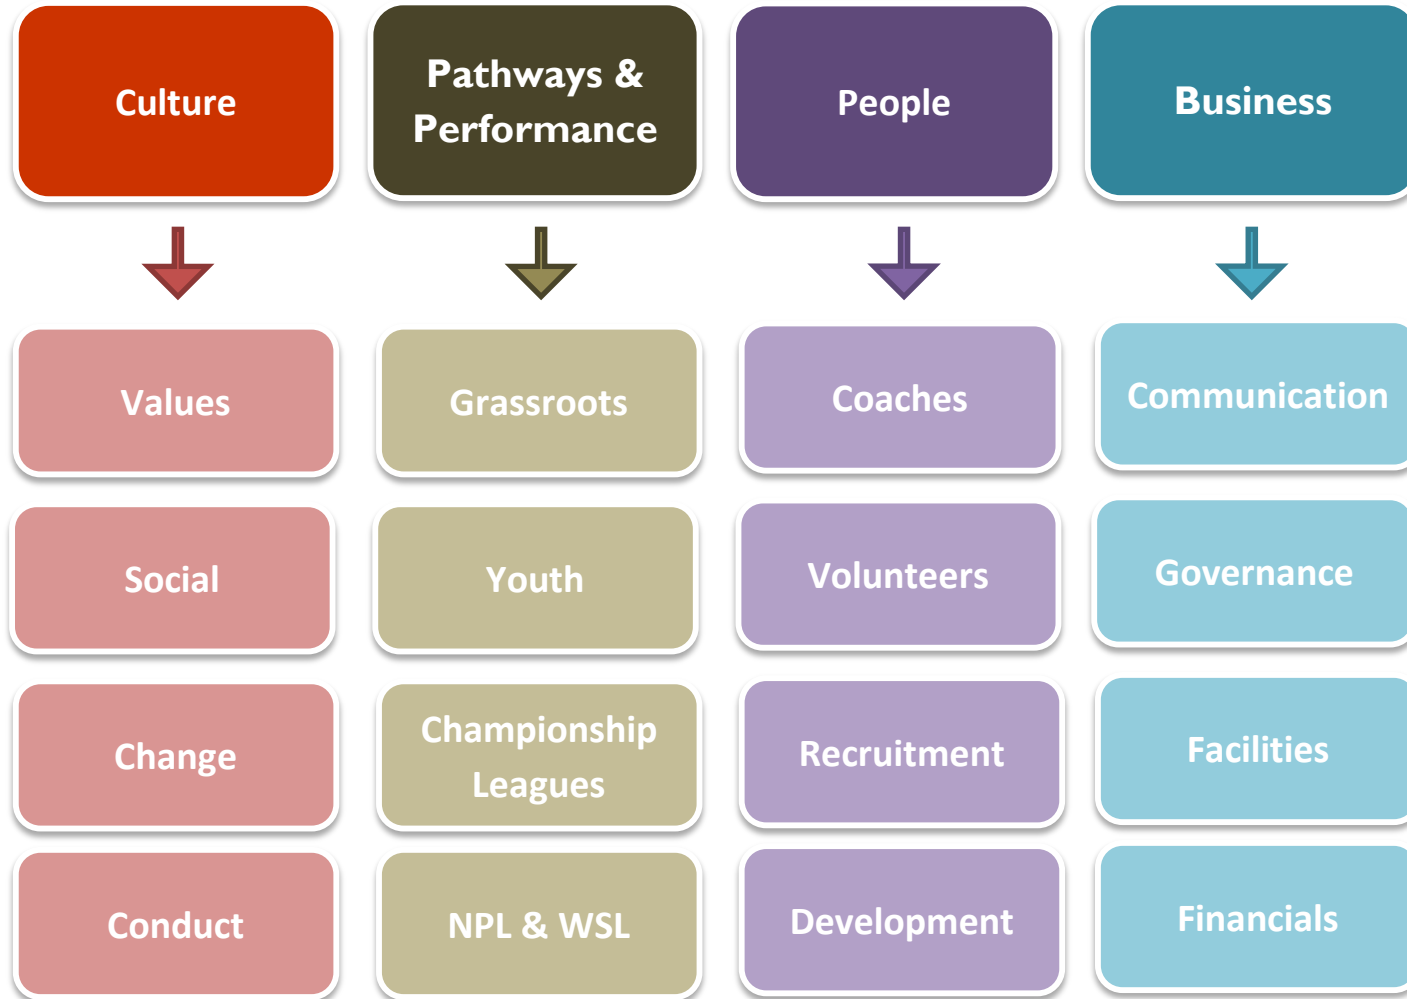 Culture
Pathways &
Performance
People
Business
Values
Grassroots
Coaches
Communication
Social
Youth
Volunteers
Governance
Change
Championship
Leagues
Recruitment
Facilities
Conduct
NPL & WSL
Development
Financials